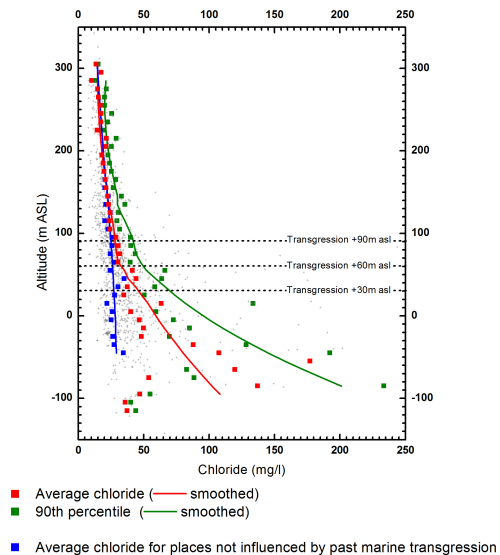 0 50 100 150 200 250
300 300
200 200
Altitude (m ASL)
100 100
Transgression +90m asl
Transgression +60m asl
Transgression +30m asl
0 0
-100 -100
0 50 100 150 200 250
Chloride (mg/l)
Average chloride ( smoothed)
90th percentile ( smoothed)
Average chloride for places not influenced by past marine transgression